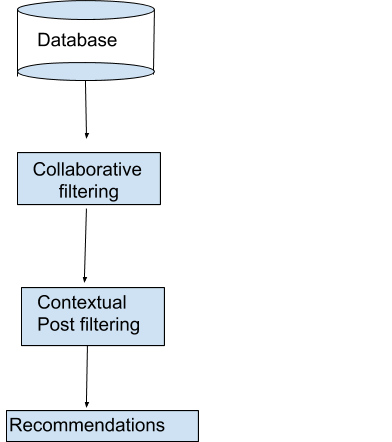 Database
Collaborative
filtering
Contextual
Post filtering
Recommendations